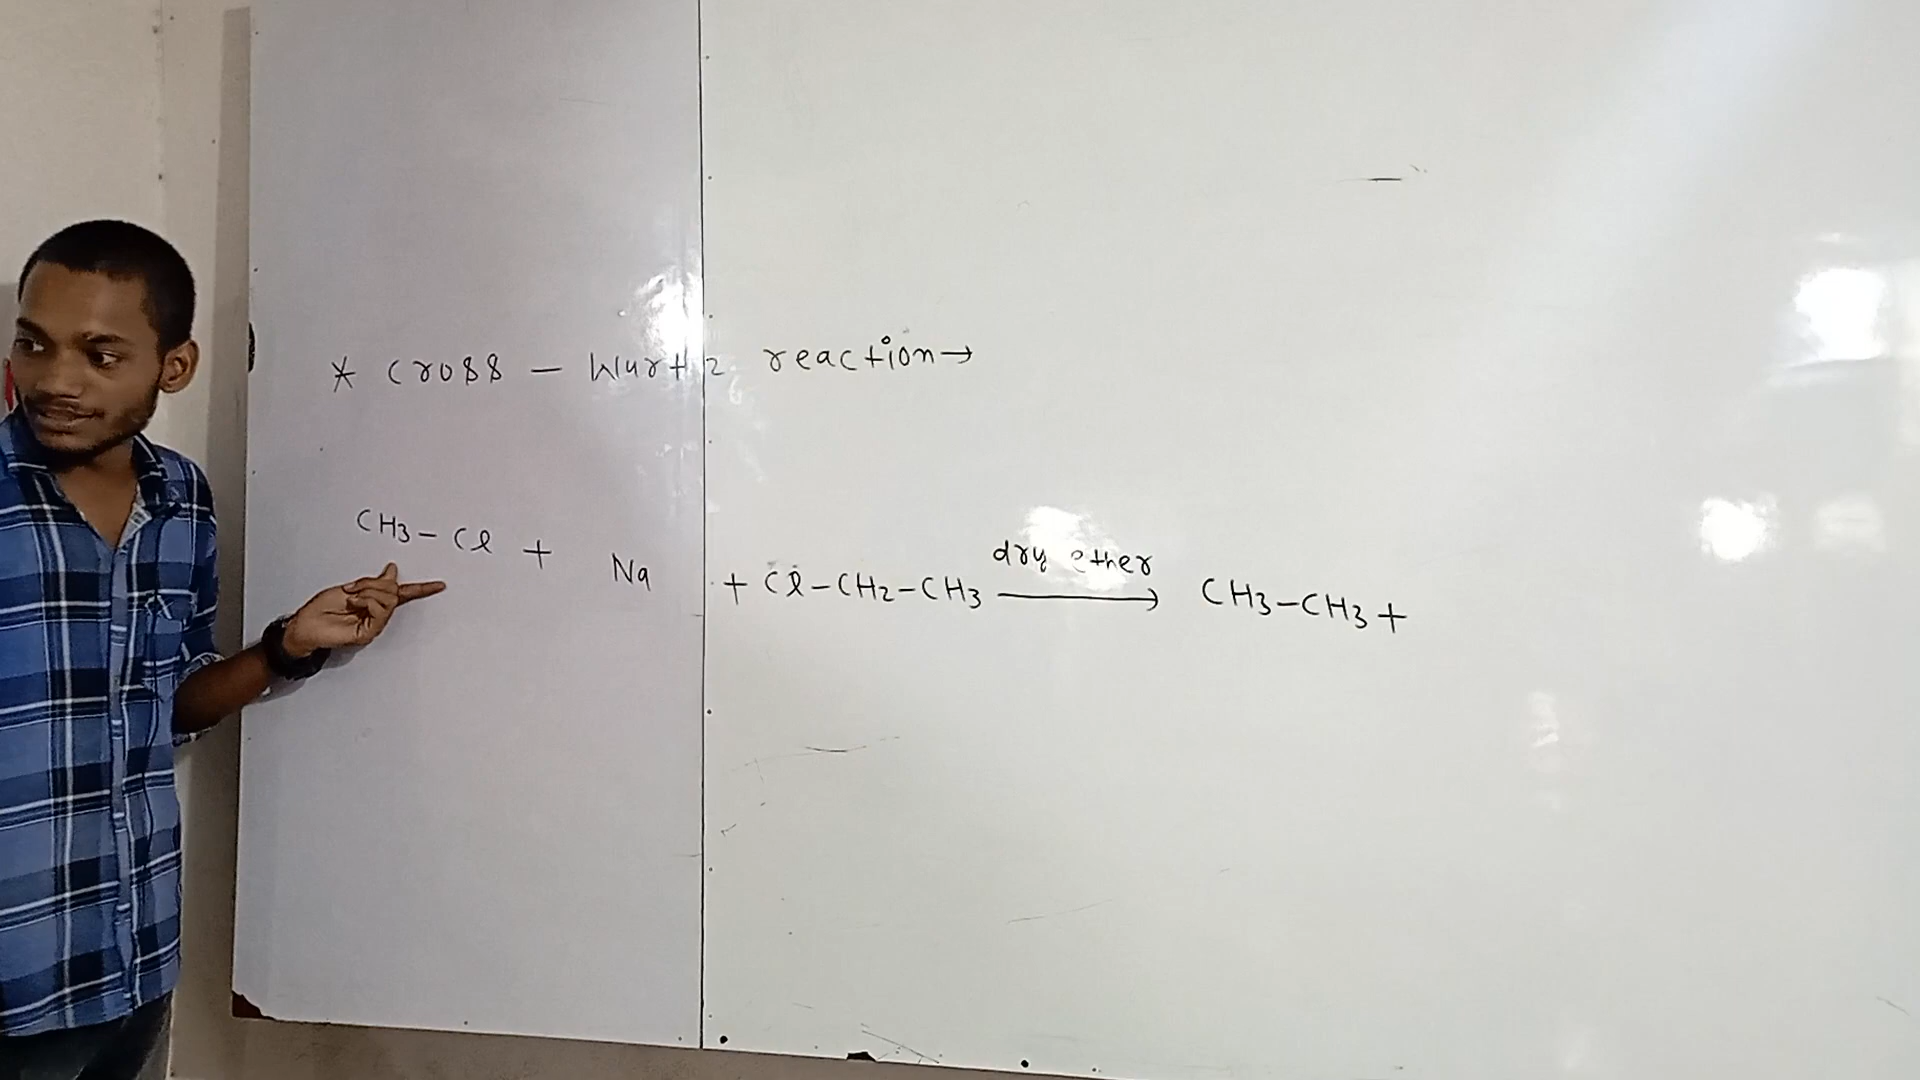 * Cross - Wurtz reaction→
CH3-Cl + Na + Cl-CH2-CH3 dry ether ⟶ CH3-CH3 +